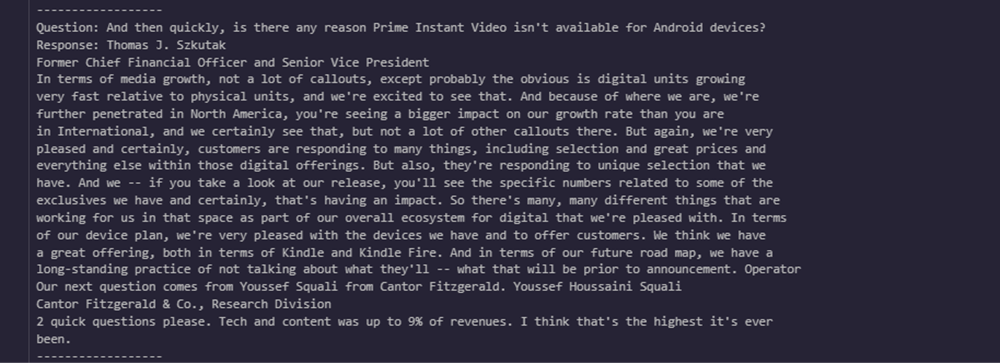 ------------------
Question: And then quickly, is there any reason Prime Instant Video isn't available for Android devices?
Response: Thomas J. Szkutak
Former Chief Financial Officer and Senior Vice President
In terms of media growth, not a lot of callouts, except probably the obvious is digital units growing
very fast relative to physical units, and we're excited to see that. And because of where we are, we're
further penetrated in North America, you're seeing a bigger impact on our growth rate than you are
in International, and we certainly see that, but not a lot of other callouts there. But again, we're very
pleased and certainly, customers are responding to many things, including selection and great prices and
everything else within those digital offerings. But also, they're responding to unique selection that we
have. And we -- if you take a look at our release, you'll see the specific numbers related to some of the
exclusives we have and certainly, that's having an impact. So there's many, many different things that are
working for us in that space as part of our overall ecosystem for digital that we're pleased with. In terms
of our device plan, we're very pleased with the devices we have and to offer customers. We think we have
a great offering, both in terms of Kindle and Kindle Fire. And in terms of our future road map, we have a
long-standing practice of not talking about what they'll -- what that will be prior to announcement. Operator
Our next question comes from Youssef Squali from Cantor Fitzgerald. Youssef Houssaini Squali
Cantor Fitzgerald & Co., Research Division
2 quick questions please. Tech and content was up to 9% of revenues. I think that's the highest it's ever
been.
------------------